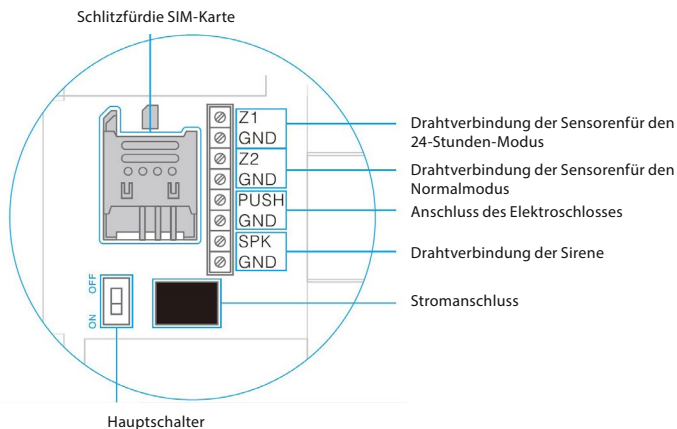 Schlitzfürdie SIM-Karte
Z1
GND
Z2
GND
PUSH
GND
SPK
GND
Drahtverbindung der Sensorenfür den
24-Stunden-Modus
Drahtverbindung der Sensorenfür den
Normalmodus
Anschluss des Elektroschlosses
Drahtverbindung der Sirene
Stromanschluss
OFF
ON
Hauptschalter